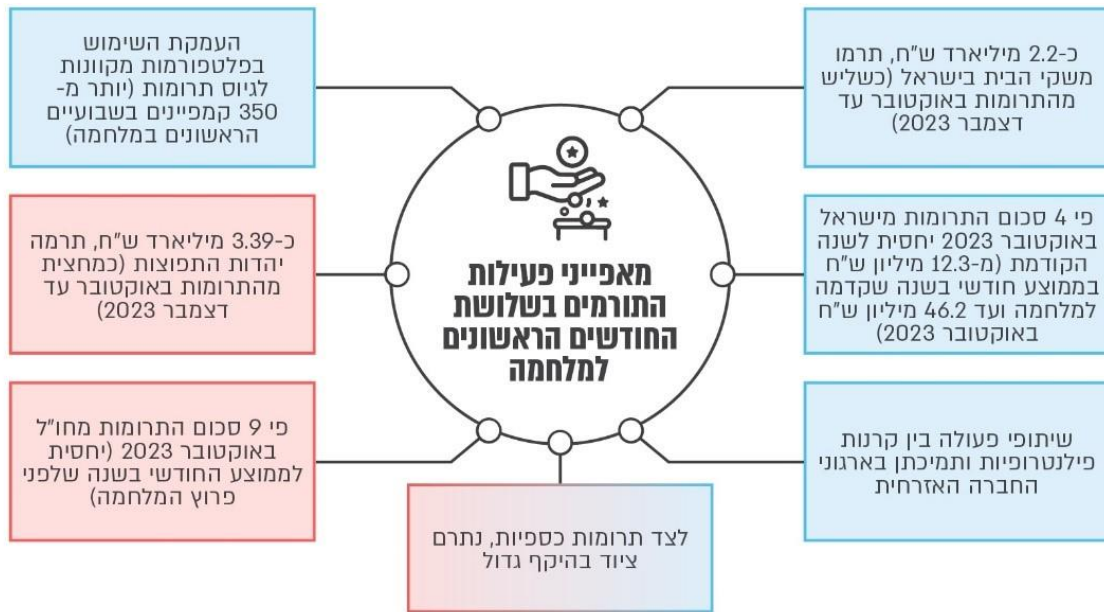 מאפייני פעילות
התורמים בשלושת
החודשים הראשונים
למלחמה
כ-2.2 מיליארד ש"ח, תרמו
משקי הבית בישראל (כשליש
מהתרומות באוקטובר עד
דצמבר 2023)
פי 4 סכום התרומות מישראל
באוקטובר 2023 יחסית לשנה
הקודמת (מ-12.3 מיליון ש"ח
בממוצע חודשי בשנה שקדמה
למלחמה ועד 46.2 מיליון ש"ח
באוקטובר 2023)
שיתופי פעולה בין קרנות
פילנטרופיות ותמיכתן בארגוני
החברה האזרחית
לצד תרומות כספיות, נתרם
ציוד בהיקף גדול
העמקת השימוש
בפלטפורמות מקוונות
לגיוס תרומות (יותר מ-
350 קמפיינים בשבועיים
הראשונים במלחמה)
כ-3.39 מיליארד ש"ח, תרמה
יהדות התפוצות (כמחצית
מהתרומות באוקטובר עד
דצמבר 2023)
פי 9 סכום התרומות מחו"ל
באוקטובר 2023 (יחסית
לממוצע החודשי בשנה שלפני
פרוץ המלחמה)